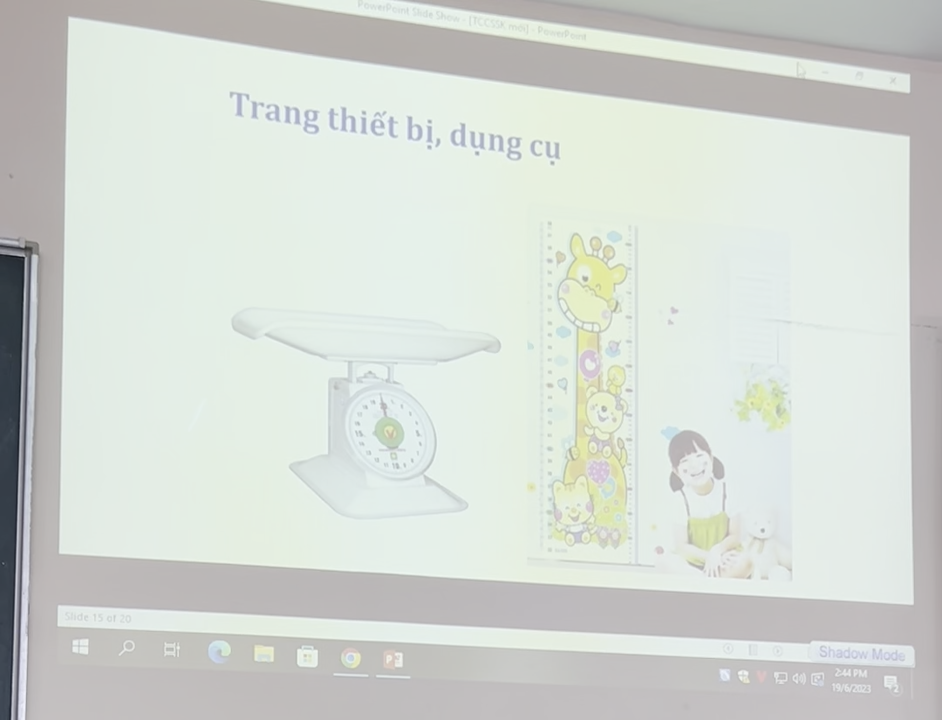 PowerPoint Slide Show - [TCCSSK mới] - PowerPoint
Trang thiết bị, dụng cụ
Slide 15 of 20
Shadow Mode
2:44 PM
19/6/2023
2